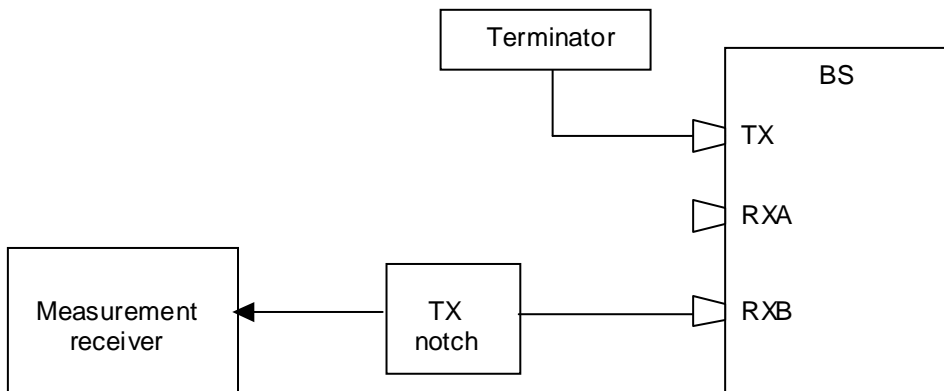 Terminator
BS
TX
RXA
RXB
Measurement
receiver
TX
notch